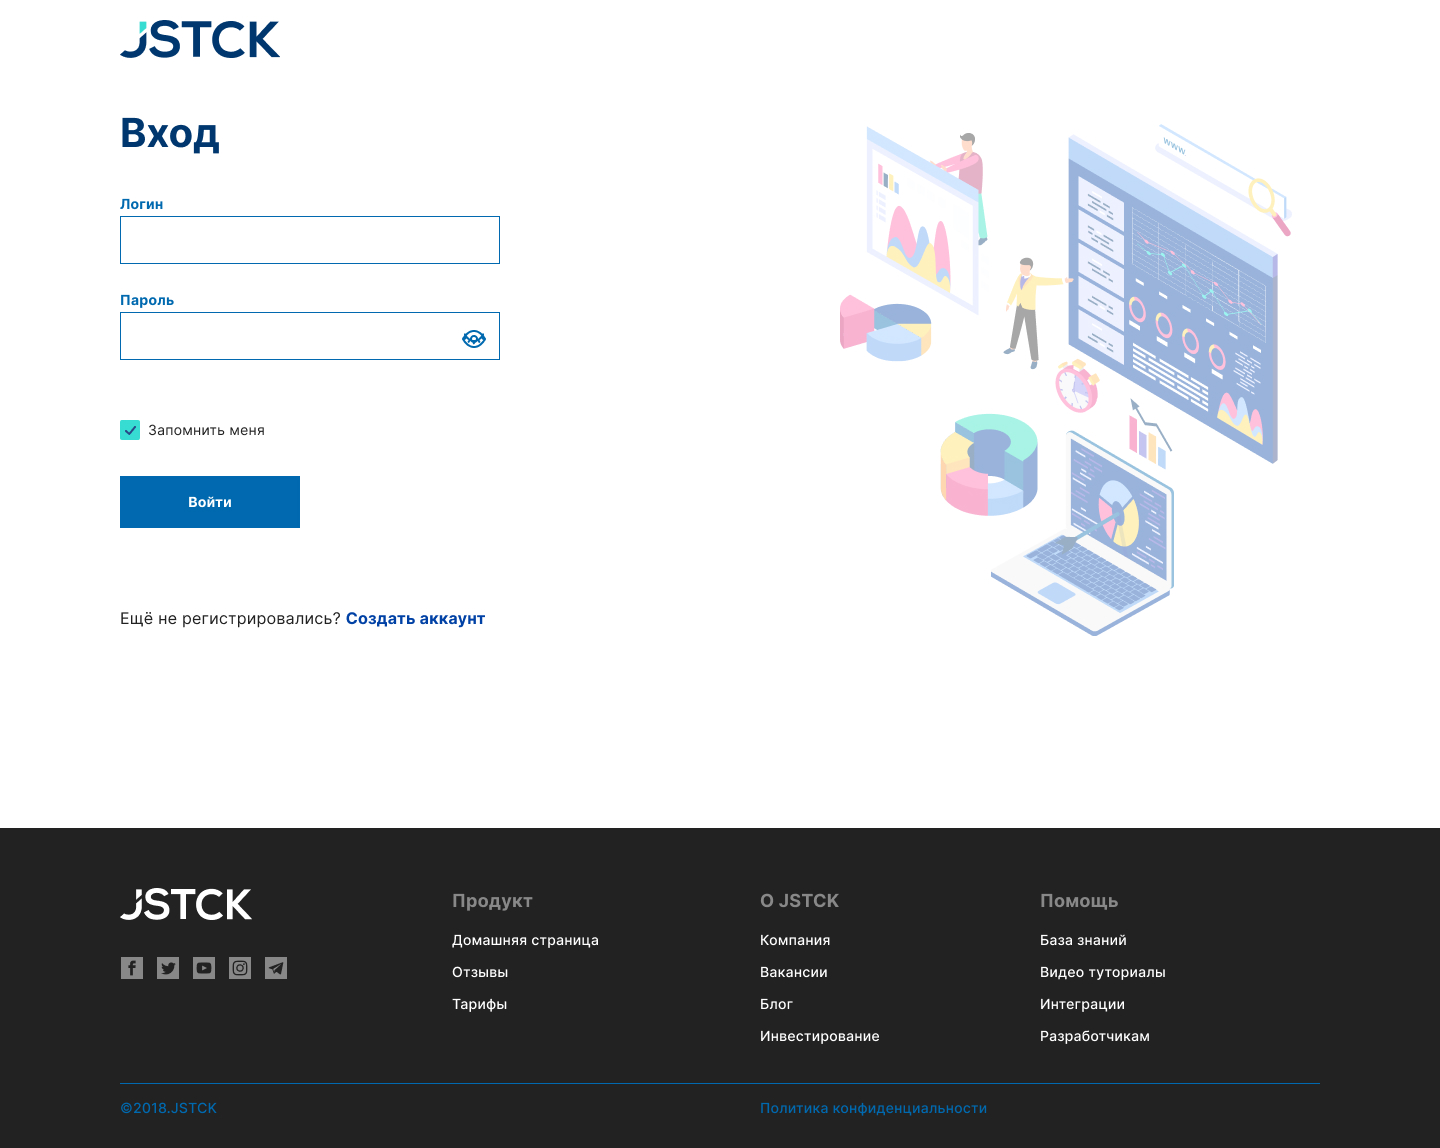 JSTCK
Вход
Логин
Пароль
Запомнить меня
Войти
Ещё не регистрировались? Создать аккаунт
www
JSTCK
Продукт
Домашняя страница
Отзывы
Тарифы
О JSTCK
Компания
Вакансии
Блог
Инвестирование
Помощь
База знаний
Видео туториалы
Интеграции
Разработчикам
©2018.JSTCK
Политика конфиденциальности